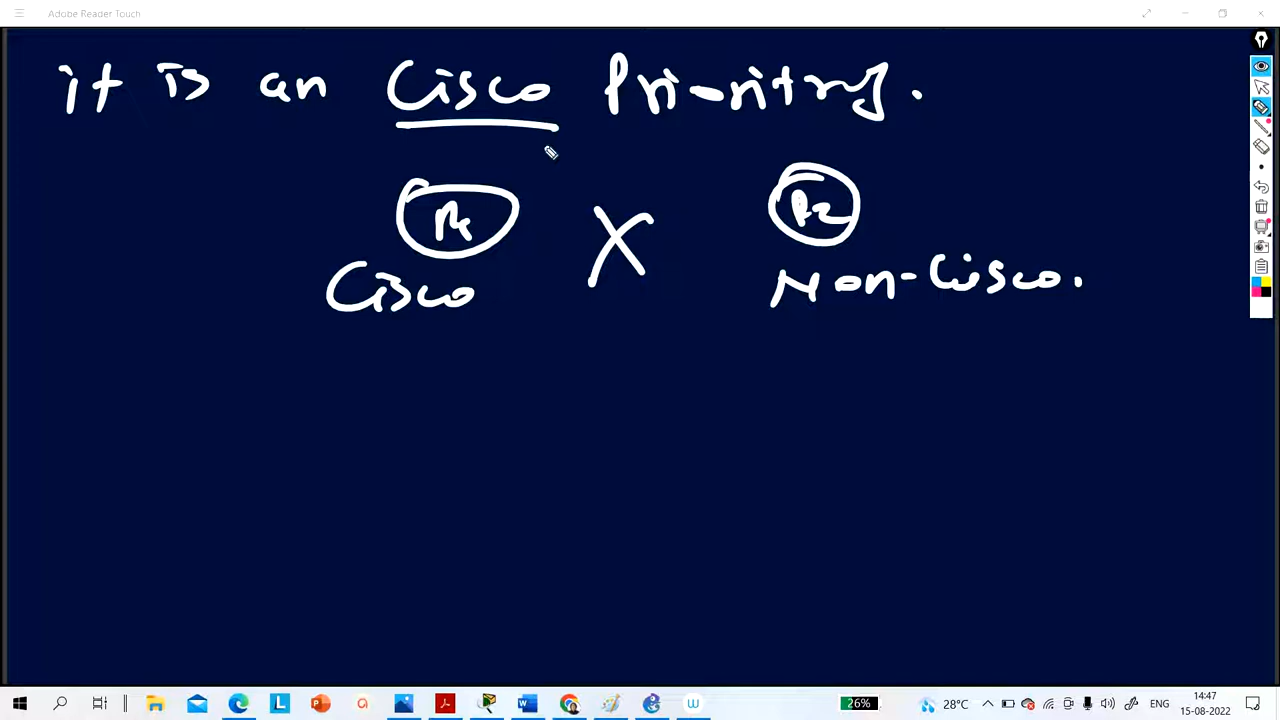 Adobe Reader Touch
it is an Cisco Priority.
R1 R2
Cisco Non-Cisco.
26% 28°C ENG 14:47
15-08-2022